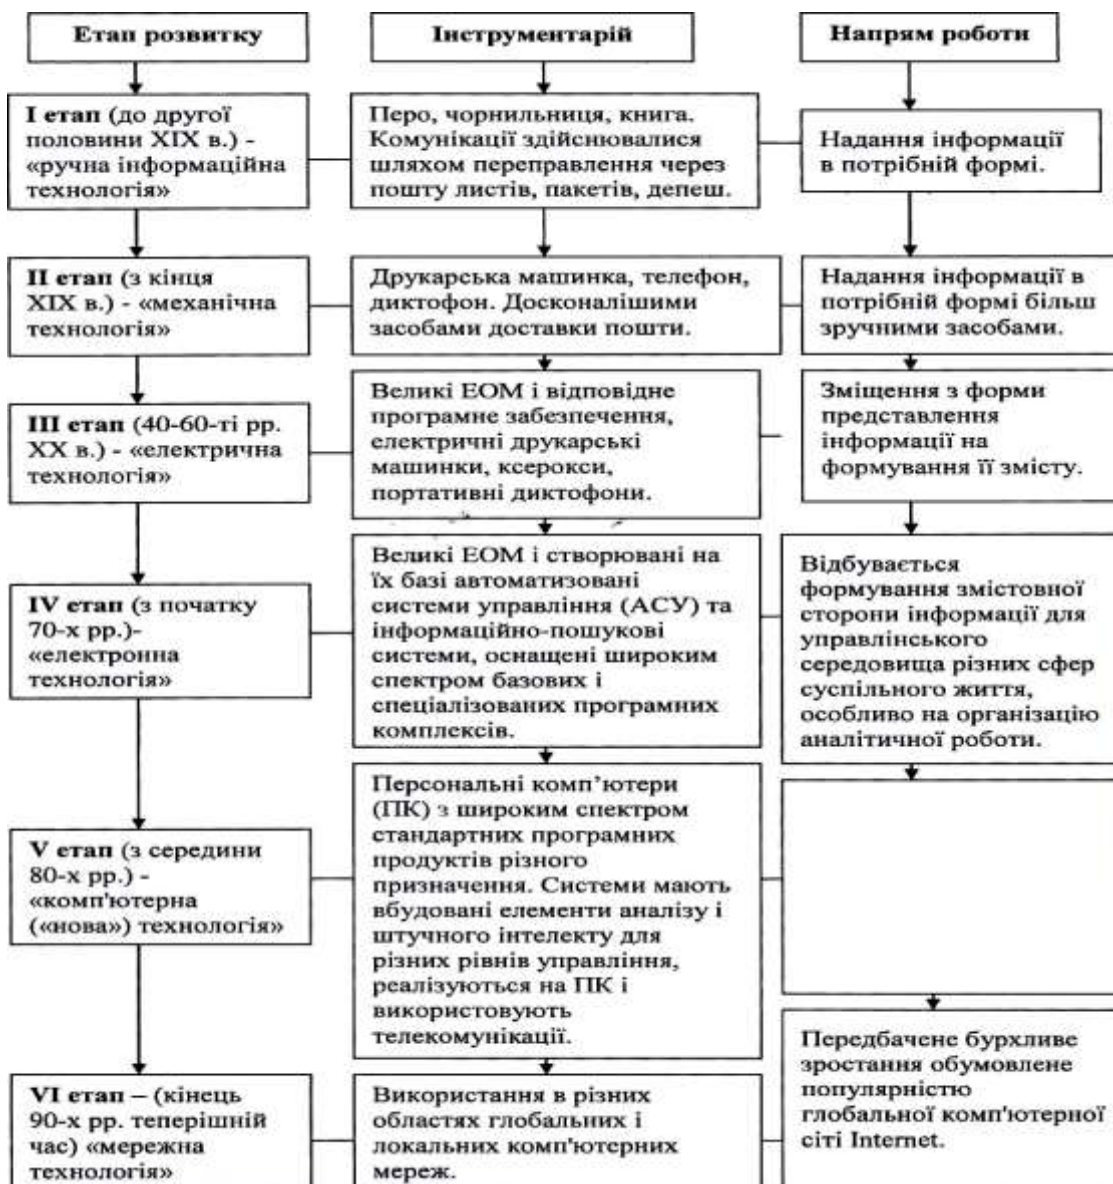 Етап розвитку
Інструментарій
Напрям роботи
І етап (до другої
половини XIX в.) -
«ручна інформаційна
технологія»
Перо, чорнильниця, книга.
Комунікації здійснювалися
шляхом переправлення через
пошту листів, пакетів, депеш.
Надання інформації
в потрібній формі.
ІІ етап (з кінця
XIX в.) - «механічна
технологія»
Друкарська машинка, телефон,
диктофон. Досконалішими
засобами доставки пошти.
Надання інформації в
потрібній формі більш
зручними засобами.
ІІІ етап (40-60-ті рр.
XX в.) - «електрична
технологія»
Великі ЕОМ і відповідне
програмне забезпечення,
електричні друкарські
машинки, ксерокси,
портативні диктофони.
Зміщення з форми
представлення
інформації на
формування її змісту.
IV етап (з початку
70-х рр.)-
«електронна
технологія»
Великі ЕОМ і створювані на
їх базі автоматизовані
системи управління (АСУ) та
інформаційно-пошукові
системи, оснащені широким
спектром базових і
спеціалізованих програмних
комплексів.
Відбувається
формування змістовної
сторони інформації для
управлінського
середовища різних сфер
суспільного життя,
особливо на організацію
аналітичної роботи.
V етап (з середини
80-х рр.) -
«комп'ютерна
(«нова») технологія»
Персональні комп’ютери
(ПК) з широким спектром
стандартних програмних
продуктів різного
призначення. Системи мають
вбудовані елементи аналізу і
штучного інтелекту для
різних рівнів управління,
реалізуються на ПК і
використовують
телекомунікації.
VI етап – (кінець
90-х рр. теперішній
час) «мережна
технологія»
Використання в різних
областях глобальних і
локальних комп'ютерних
мереж.
Передбачене бурхливе
зростання обумовлене
популярністю
глобальної комп'ютерної
сіті Internet.